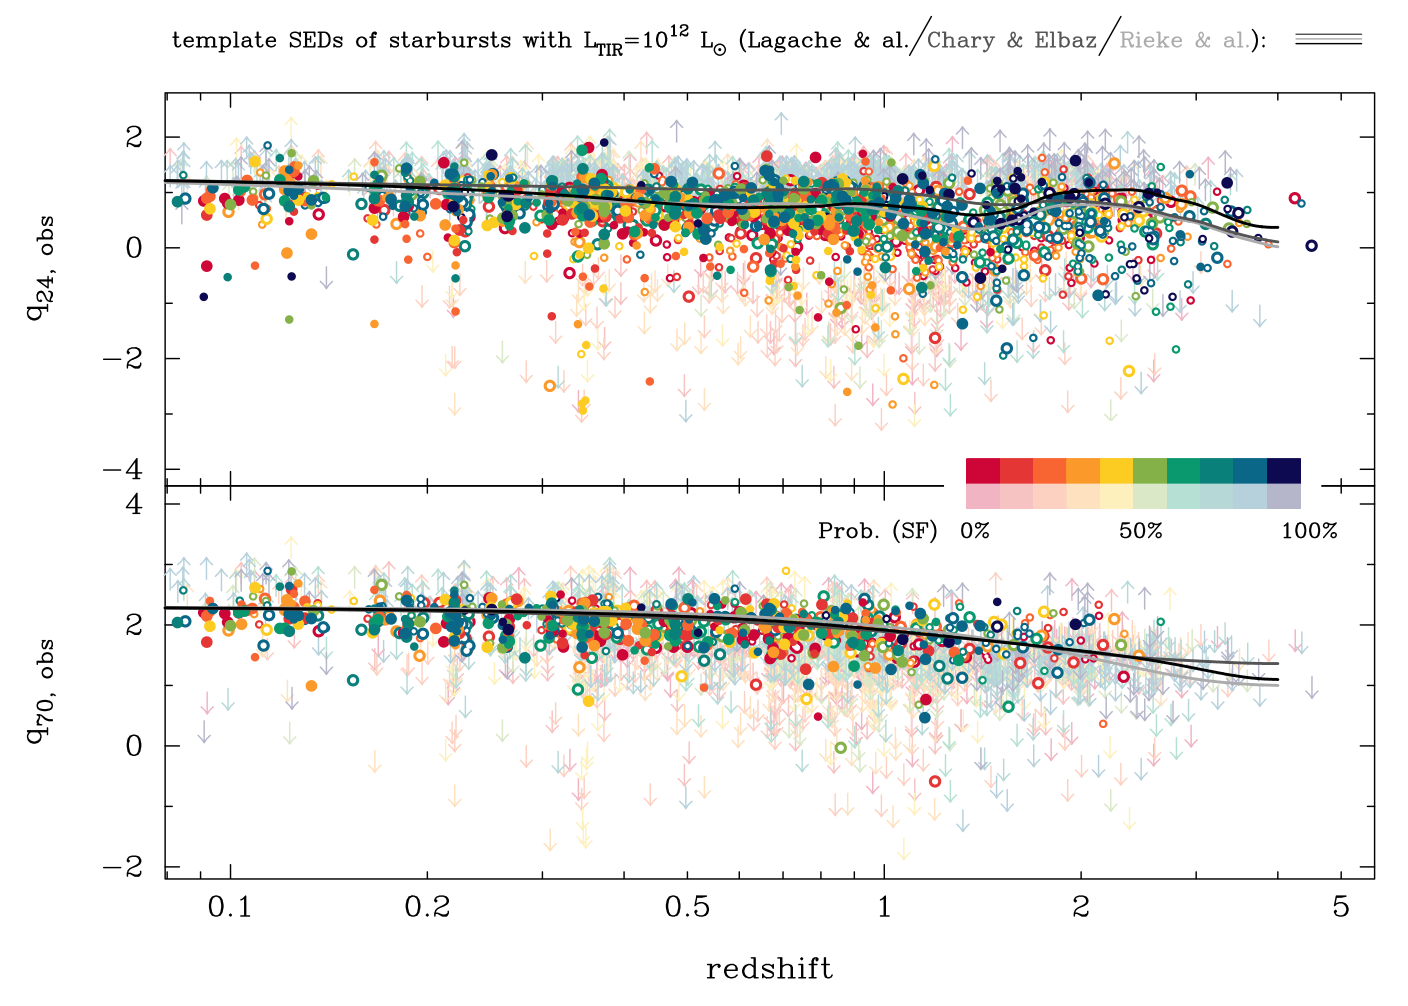 template SEDs of starbursts with L_TIR=10^12 L_⊙ (Lagache & al./Chary & Elbaz/Rieke & al.):
2
0
−2
−4
q_24, obs
Prob. (SF) 0% 50% 100%
4
2
0
−2
q_70, obs
0.1 0.2 0.5 1 2 5
redshift